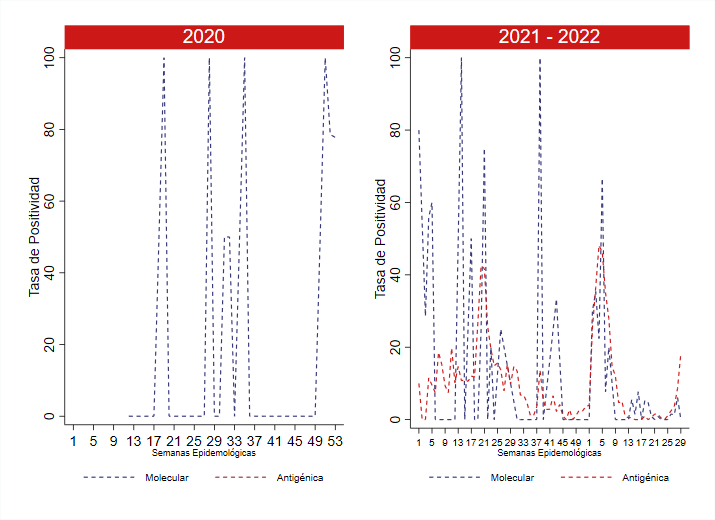 2020
Tasa de Positividad
100
80
60
40
20
0
1 5 9 13 17 21 25 29 33 37 41 45 49 53
Semanas Epidemológicas
Molecular Antigénica
2021 - 2022
Tasa de Positividad
100
80
60
40
20
0
1 5 9 13 17 21 25 29 33 37 41 45 49 1 5 9 13 17 21 25 29
Semanas Epidemológicas
Molecular Antigénica